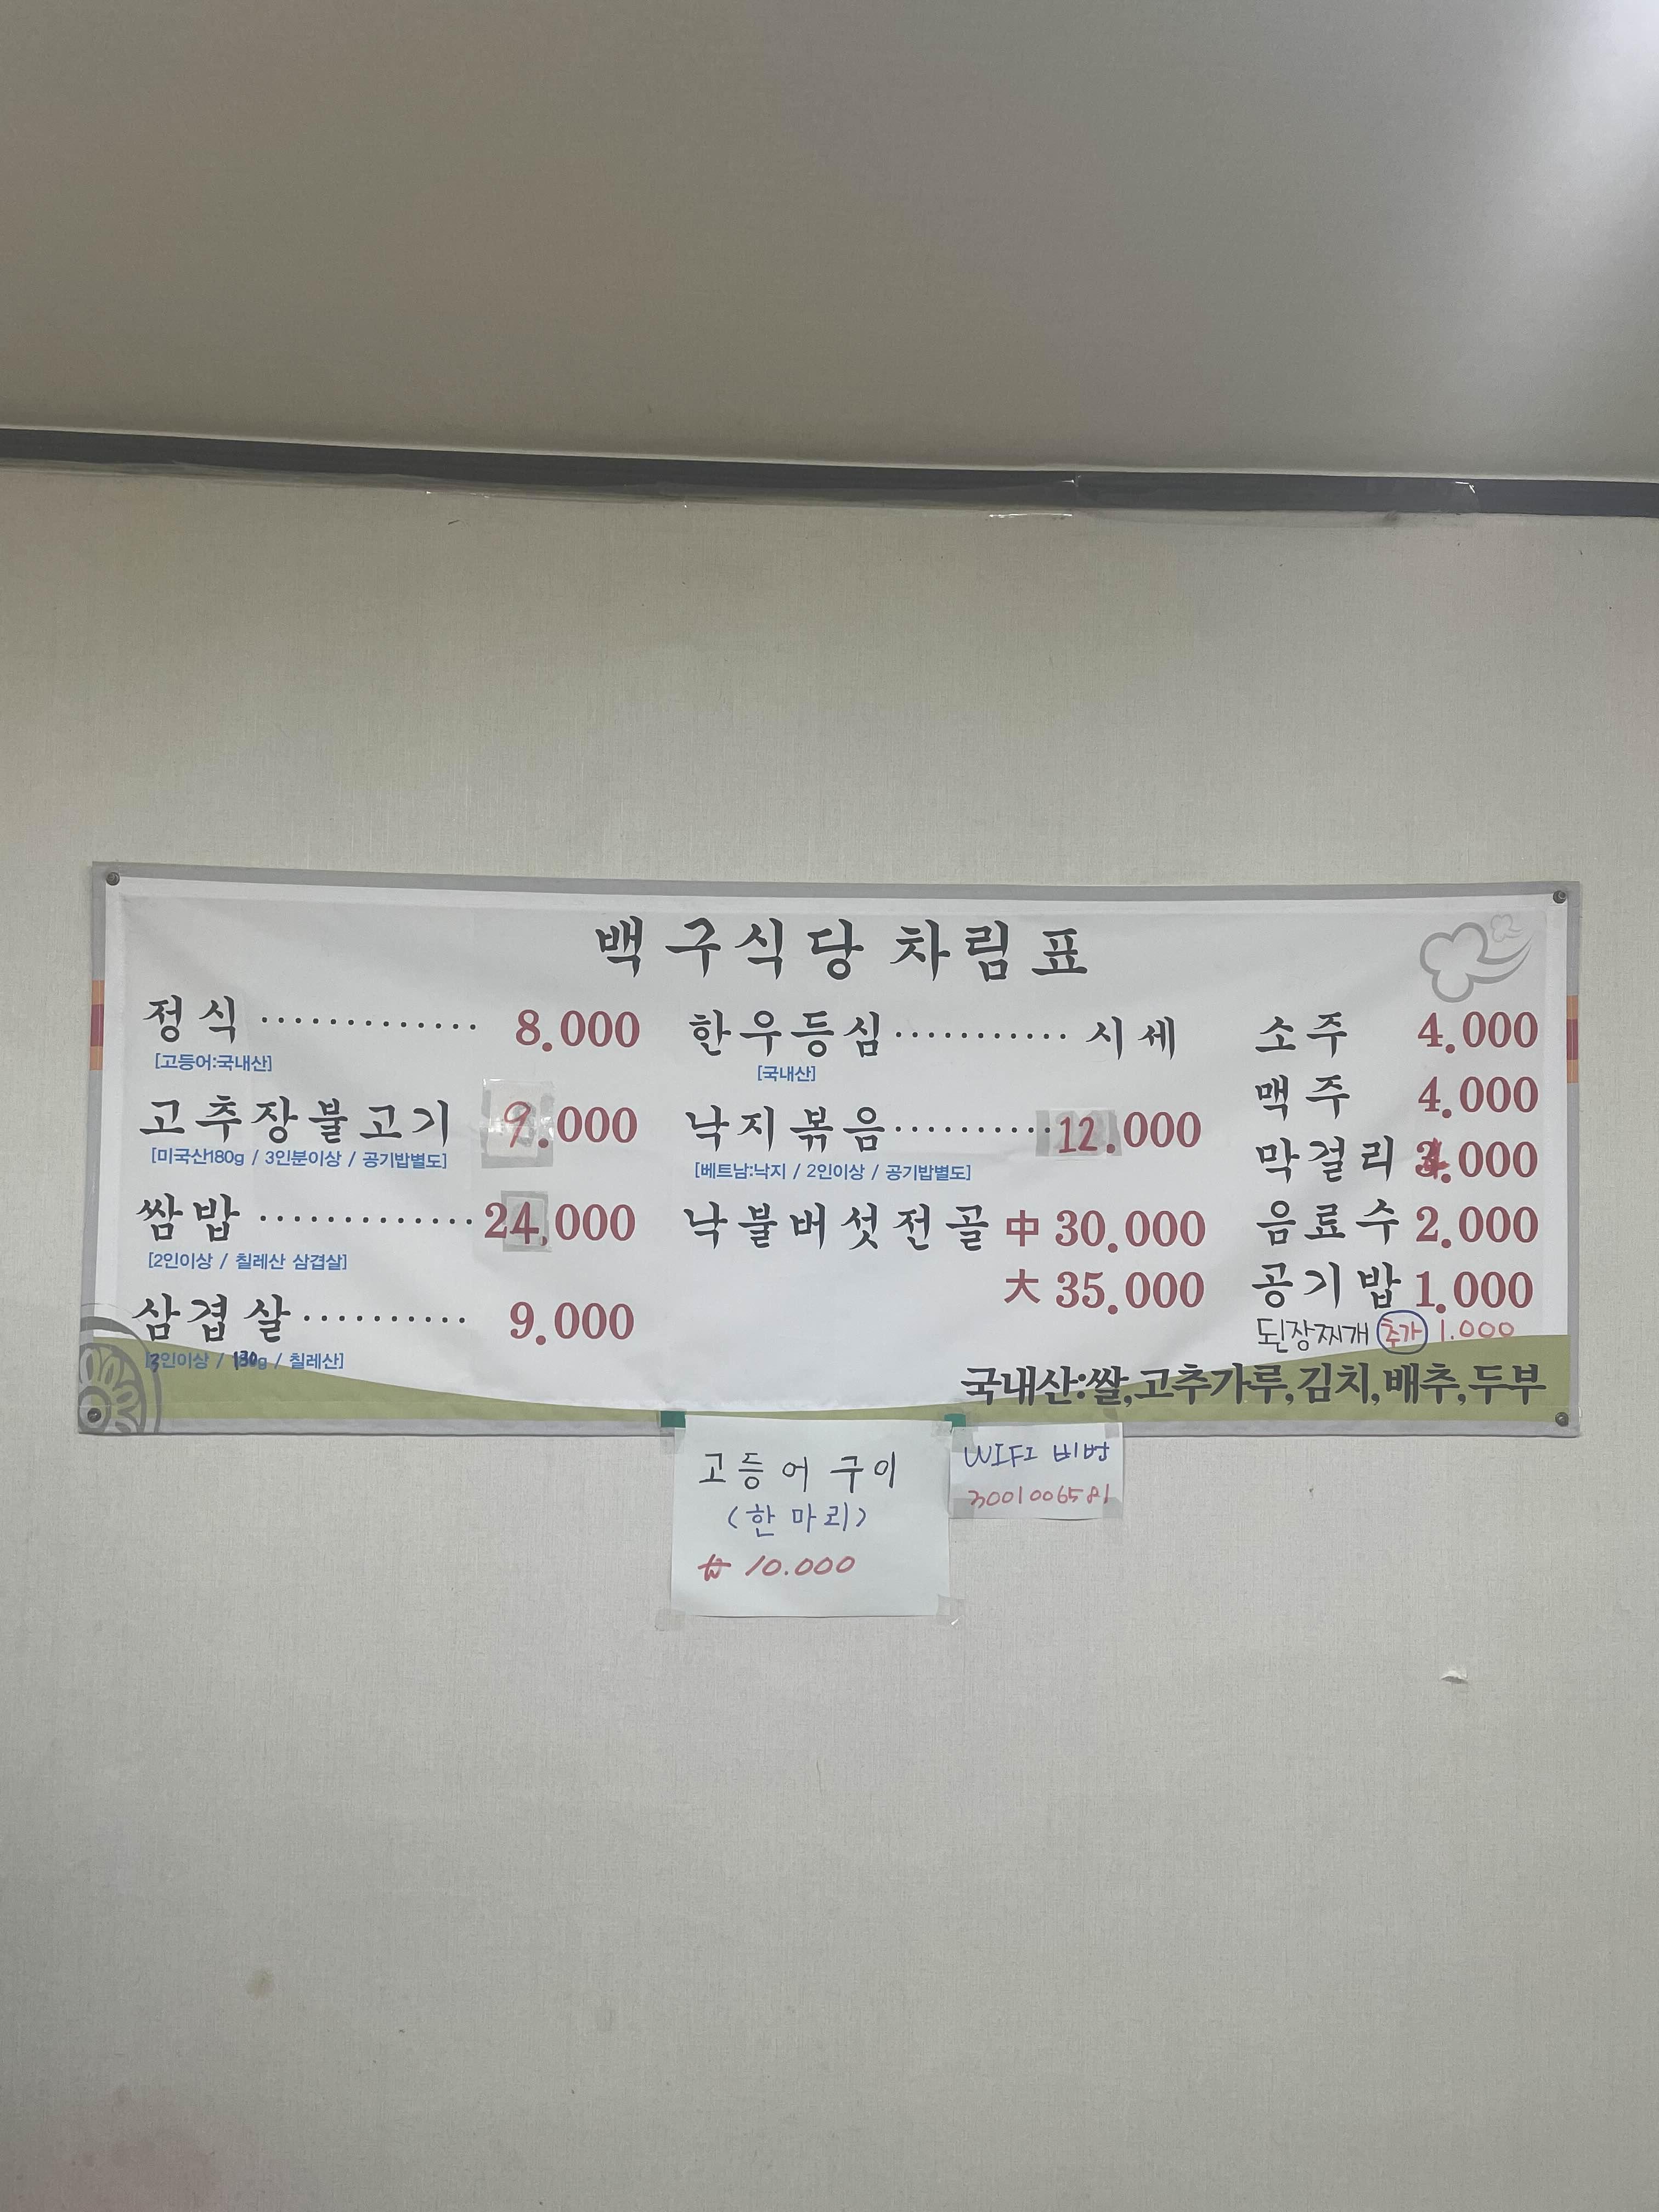 백구식당 차림표
정식 ············· 8.000
[고등어:국내산]
고추장불고기 9.000
[미국산180g / 3인분이상 / 공기밥별도]
쌈밥 ············· 24.000
[2인이상 / 칠레산 삼겹살]
삼겹살 ·········· 9.000
[3인이상 / 130g / 칠레산]
한우등심 ··········· 시세
[국내산]
낙지볶음 ·········· 12.000
[베트남:낙지 / 2인이상 / 공기밥별도]
낙불버섯전골 中 30.000
大 35.000
소주 4.000
맥주 4.000
막걸리 .000
음료수 2.000
공기밥 1.000
된장찌개 추가 1.000
국내산:쌀,고추가루,김치,배추,두부
고등어 구이
(한 마리)
₩ 10.000
WIFI 비번
3001006581